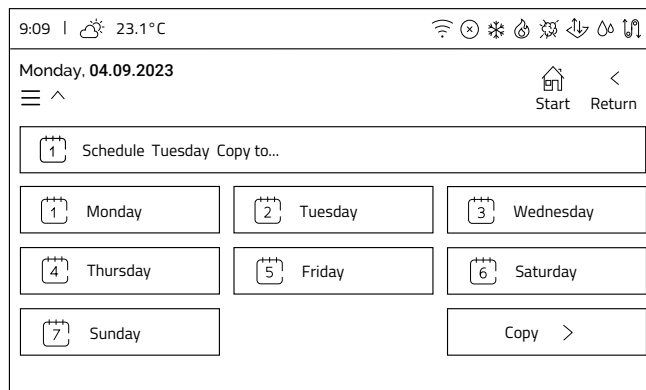 9:09 | 23.1°C
Monday, 04.09.2023
Start Return
1 Schedule Tuesday Copy to...
1 Monday 2 Tuesday 3 Wednesday
4 Thursday 5 Friday 6 Saturday
7 Sunday Copy >